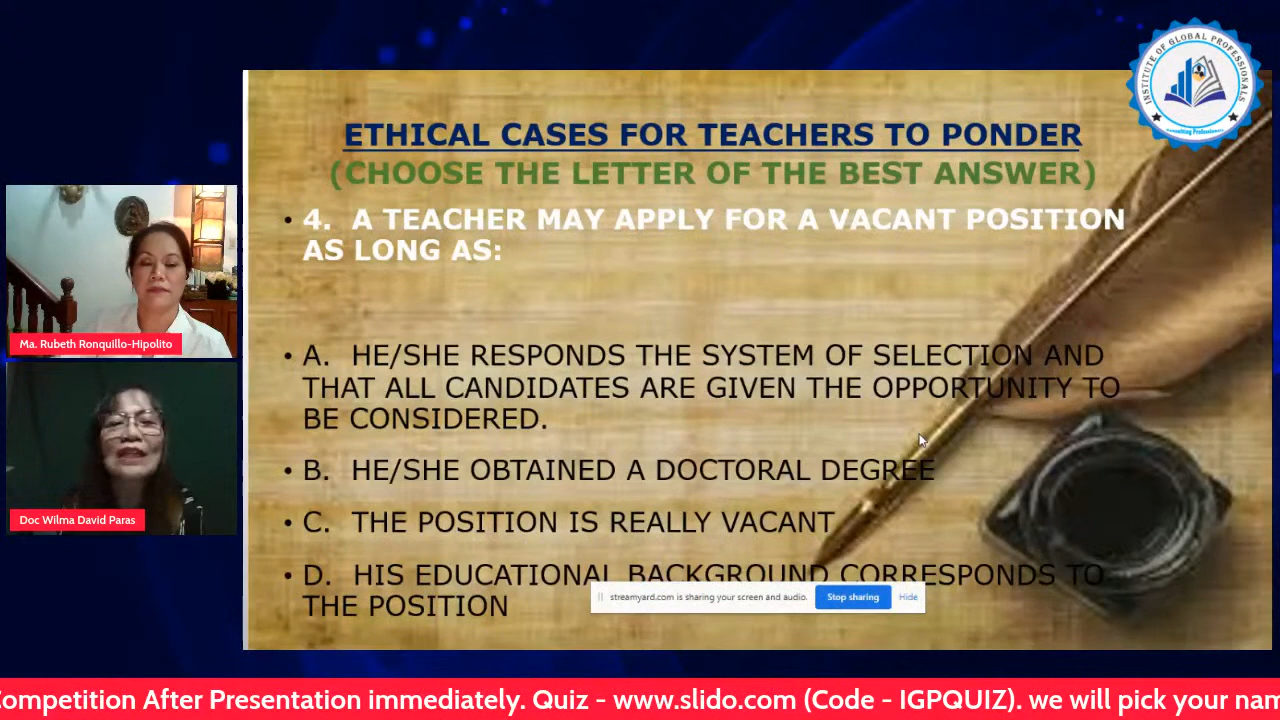 INSTITUTE OF GLOBAL PROFESSIONALS
Consulting Professionals
ETHICAL CASES FOR TEACHERS TO PONDER
(CHOOSE THE LETTER OF THE BEST ANSWER)
• 4. A TEACHER MAY APPLY FOR A VACANT POSITION
AS LONG AS:
• A. HE/SHE RESPONDS THE SYSTEM OF SELECTION AND
THAT ALL CANDIDATES ARE GIVEN THE OPPORTUNITY TO
BE CONSIDERED.
• B. HE/SHE OBTAINED A DOCTORAL DEGREE
• C. THE POSITION IS REALLY VACANT
• D. HIS EDUCATIONAL BACKGROUND CORRESPONDS TO
THE POSITION
streamyard.com is sharing your screen and audio. Stop sharing Hide
Ma. Rubeth Ronquillo-Hipolito
Doc Wilma David Paras
ompetition After Presentation immediately. Quiz - www.slido.com (Code - IGPQUIZ). we will pick your nan